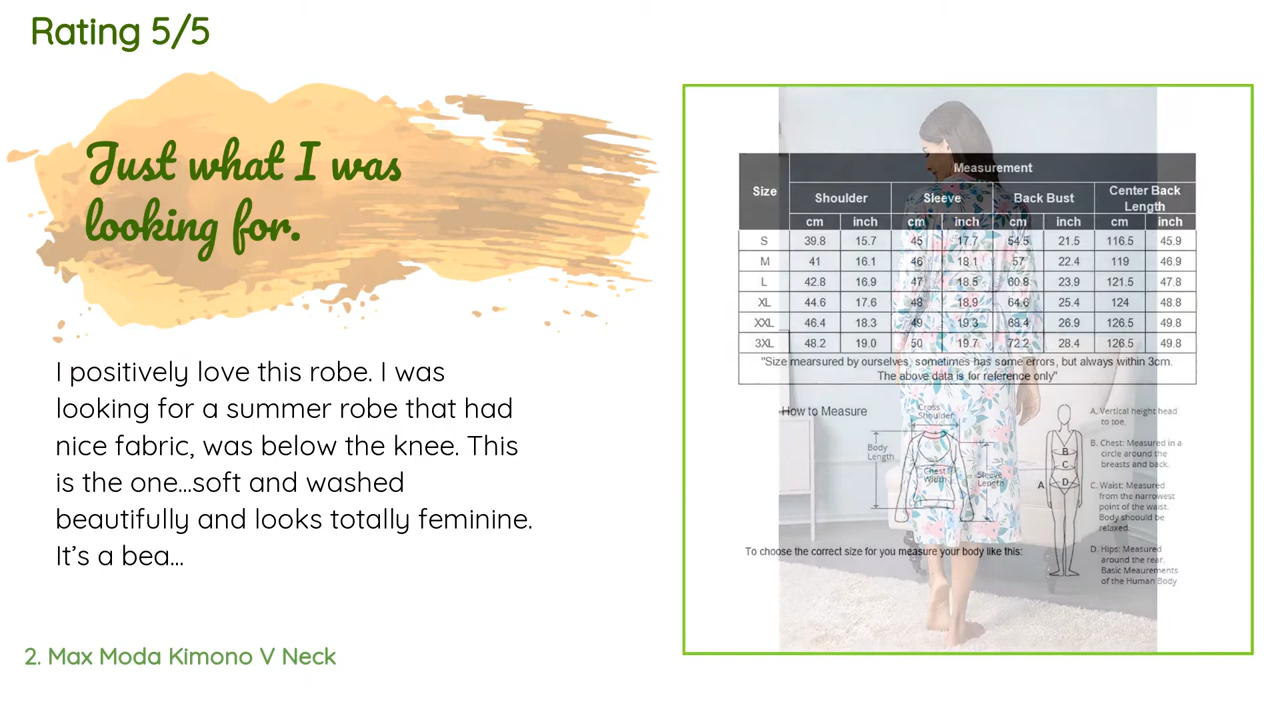 Rating 5/5
Just what I was
looking for.
I positively love this robe. I was
looking for a summer robe that had
nice fabric, was below the knee. This
is the one...soft and washed
beautifully and looks totally feminine.
It’s a bea...
2. Max Moda Kimono V Neck
Size Measurement
Shoulder Sleeve Back Bust Center Back
Length
cm inch cm inch cm inch cm inch
S 39.8 15.7 45 17.7 54.5 21.5 116.5 45.9
M 41 16.1 46 18.1 57 22.4 119 46.9
L 42.8 16.9 47 18.5 60.8 23.9 121.5 47.8
XL 44.6 17.6 48 18.9 64.6 25.4 124 48.8
XXL 46.4 18.3 49 19.3 68.4 26.9 126.5 49.8
3XL 48.2 19.0 50 19.7 72.2 28.4 126.5 49.8
"Size mearsured by ourselves, sometimes has some errors, but always within 3cm.
The above data is for reference only"
How to Measure
Cross
Shoulder
Body
Length
Chest
Width
Sleeve
Length
A
B
C
D
A. Vertical height head
to toe.
B. Chest: Measured in a
circle around the
breasts and back.
C. Waist: Measured
from the narrowest
point of the waist.
Body shoould be
relaxed.
D. Hips: Measured
around the rear.
Basic Meaurements
of the Human Body
To choose the correct size for you measure your body like this: